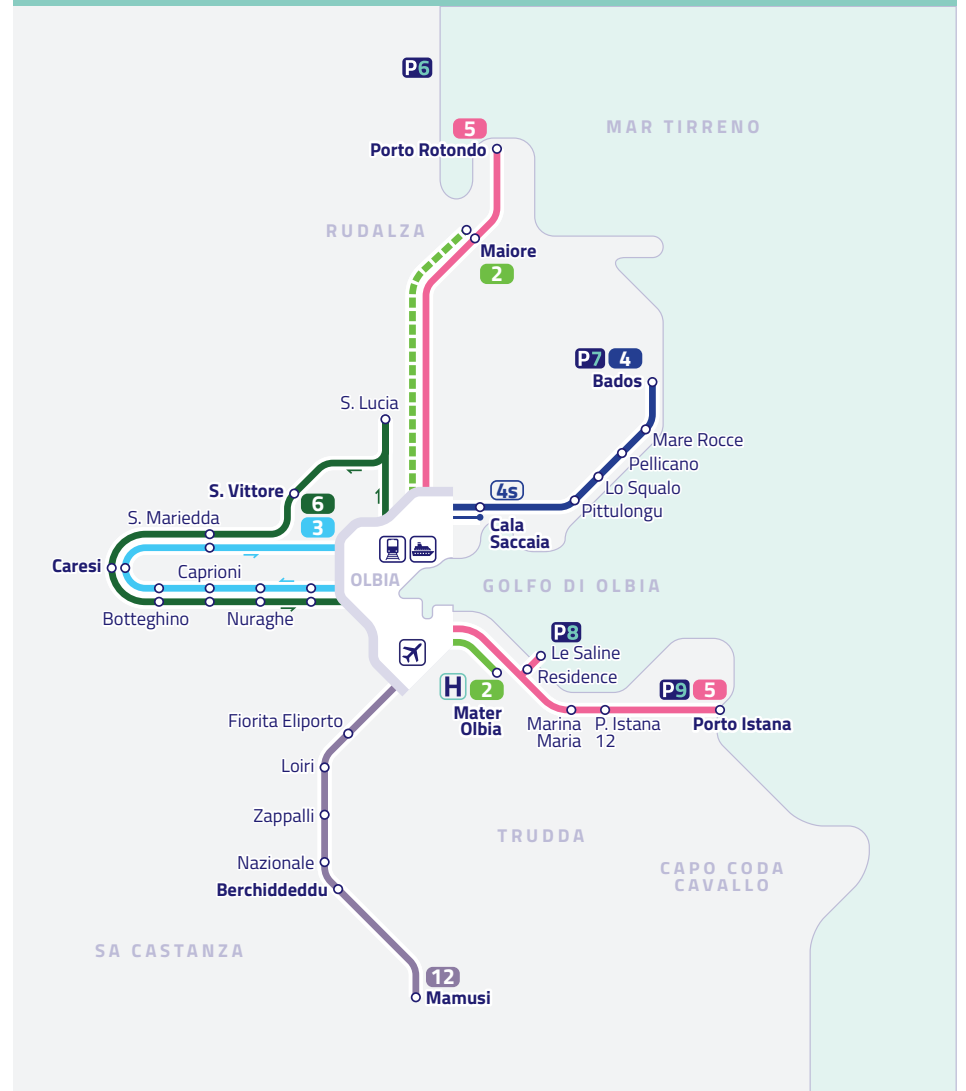 P6
MAR TIRRENO
5
Porto Rotondo
RUDALZA
Maiore
2
P7 4
Bados
S. Lucia
Mare Rocce
Pellicano
S. Vittore
4s
Lo Squalo
6
Pittulongu
S. Mariedda
3
Cala
Saccaia
Caresi
Caprioni
OLBIA
GOLFO DI OLBIA
Botteghino
Nuraghe
P8
Le Saline
Residence
H 2
P9 5
Mater
Olbia
Marina
Maria
P. Istana
12
Porto Istana
Fiorita Eliporto
Loiri
Zappalli
TRUDDA
Nazionale
CAPO CODA
CAVALLO
Berchiddeddu
SA CASTANZA
12
Mamusi